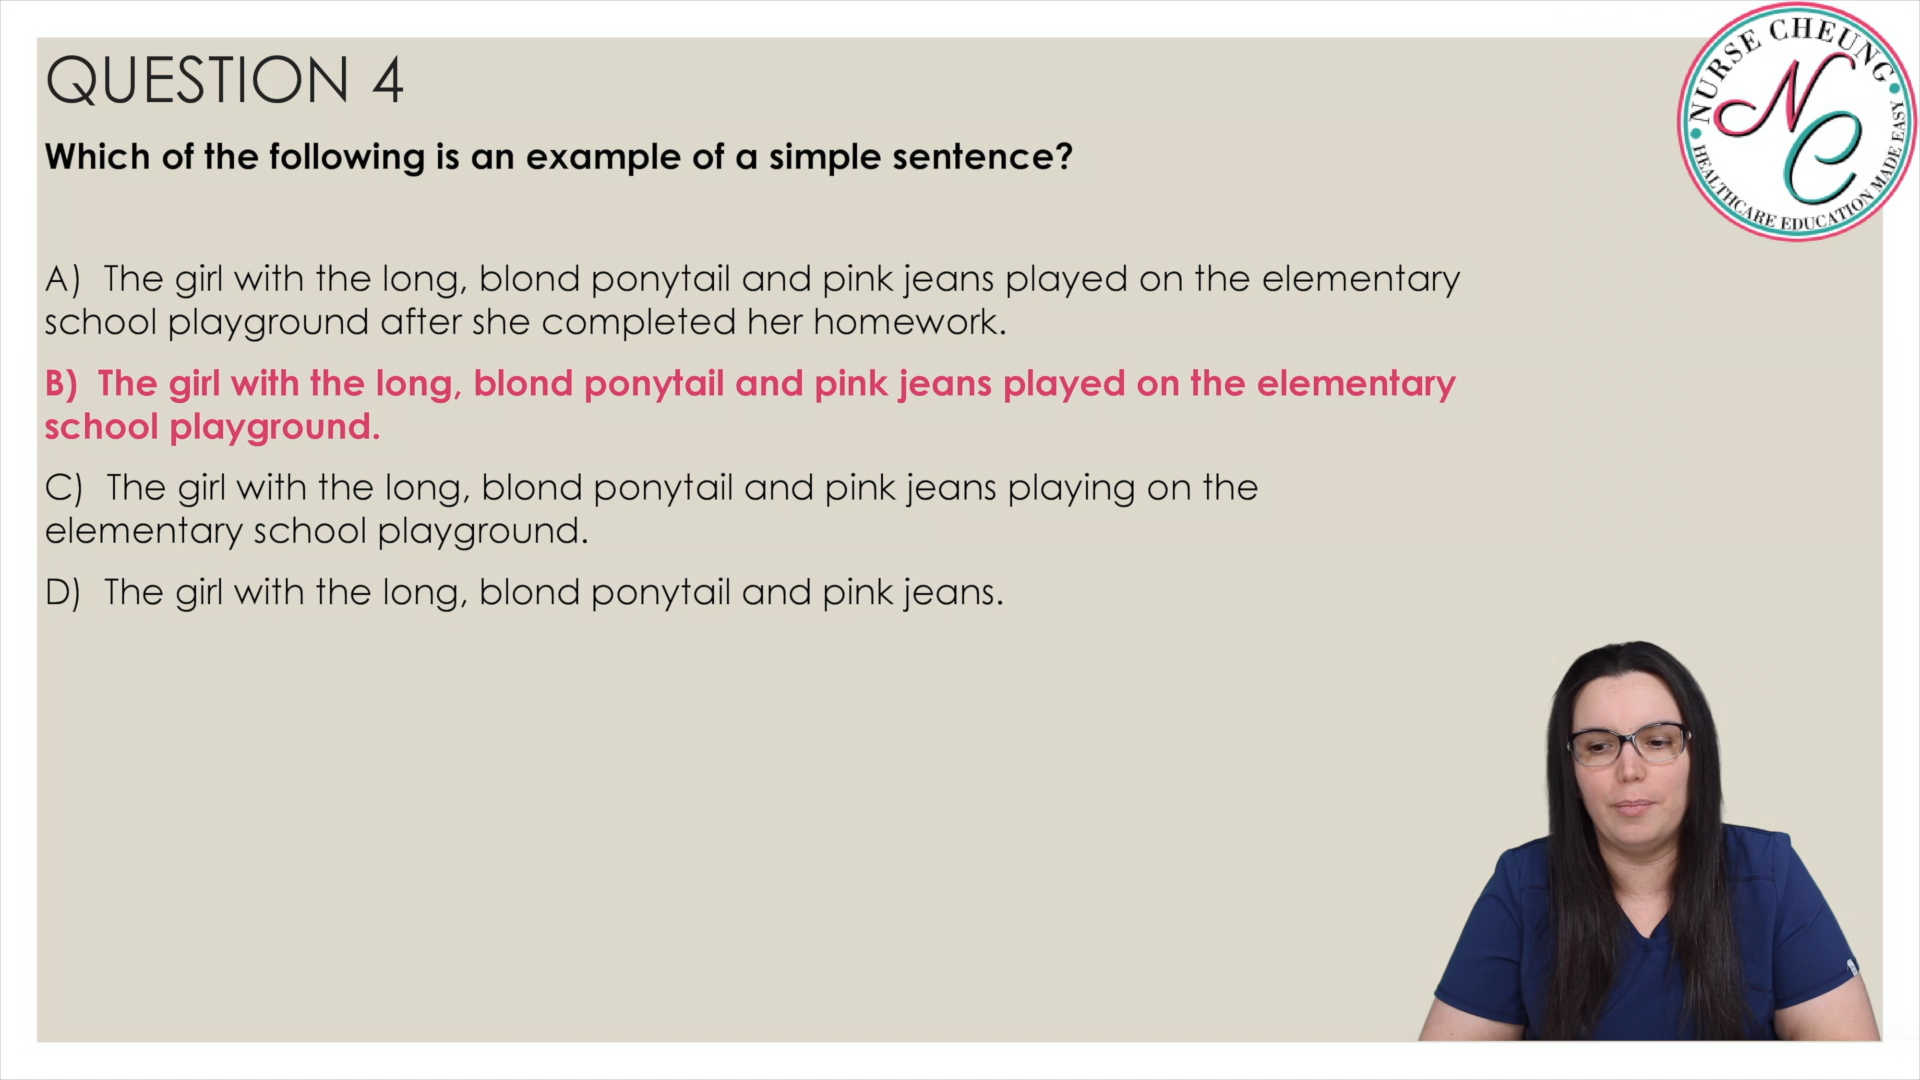 QUESTION 4
Which of the following is an example of a simple sentence?
A) The girl with the long, blond ponytail and pink jeans played on the elementary
school playground after she completed her homework.
B) The girl with the long, blond ponytail and pink jeans played on the elementary
school playground.
C) The girl with the long, blond ponytail and pink jeans playing on the
elementary school playground.
D) The girl with the long, blond ponytail and pink jeans.
NURSE CHEUNG
NC
HEALTHCARE EDUCATION MADE EASY